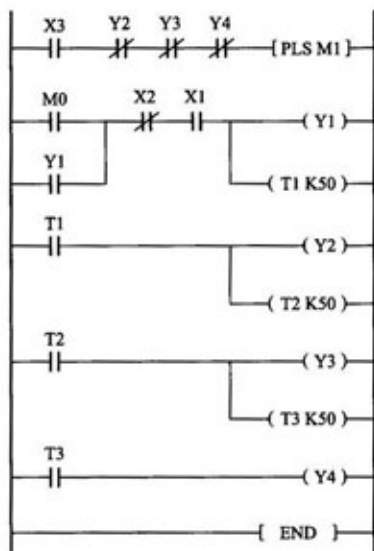 X3 Y2 Y3 Y4
[ PLS M1 ]
M0 X2 X1
( Y1 )
Y1
( T1 K50 )
T1
( Y2 )
( T2 K50 )
T2
( Y3 )
( T3 K50 )
T3
( Y4 )
[ END ]